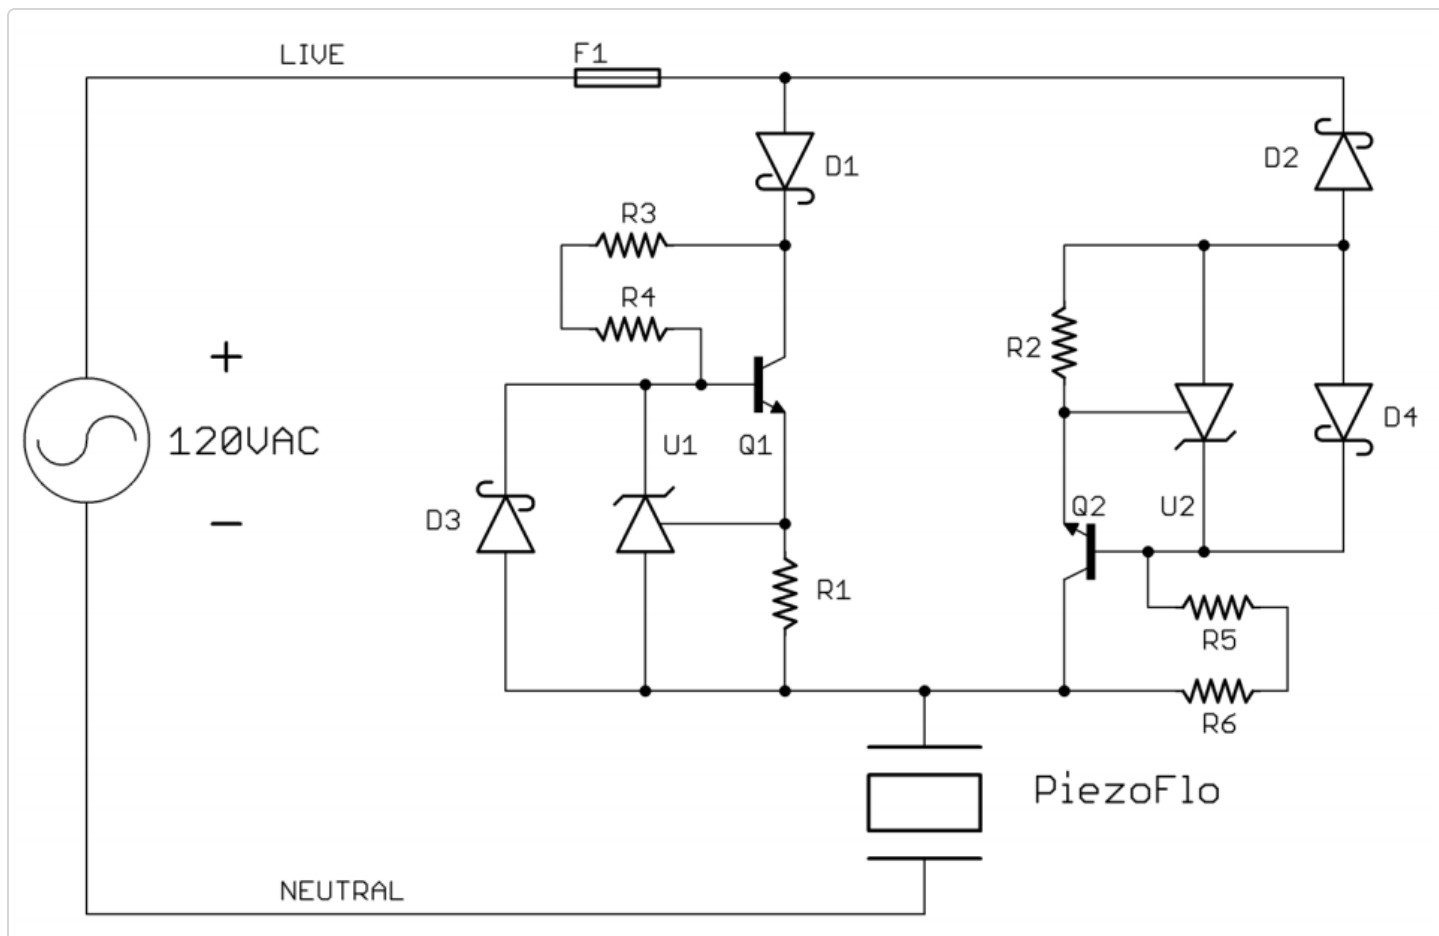 LIVE
F1
D1
D2
R3
R4
R2
D4
+
120VAC
−
U1
Q1
Q2
U2
D3
R1
R5
R6
PiezoFlo
NEUTRAL